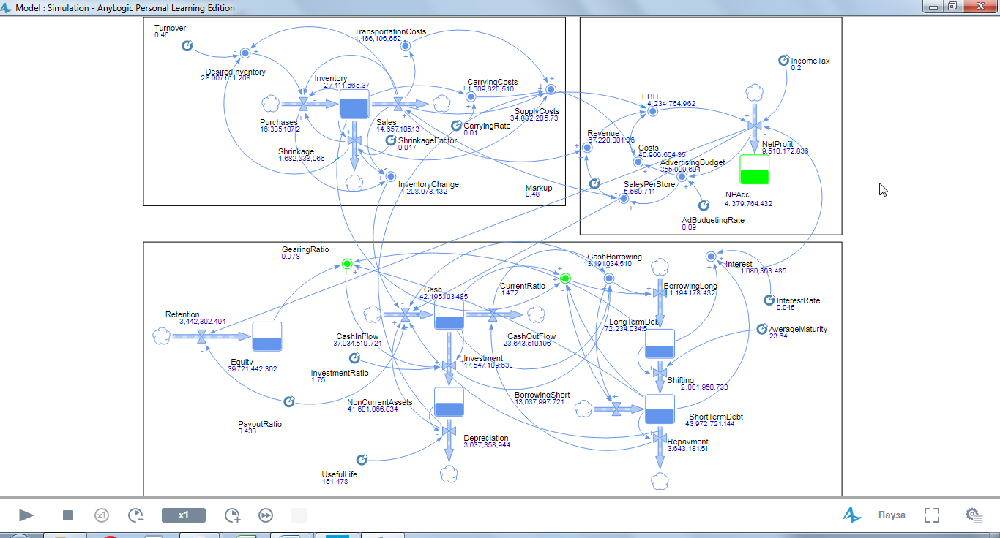 Model : Simulation - AnyLogic Personal Learning Edition
Turnover
0.46
TransportationCosts
1,466,196,652
DesiredInventory
28.007.611.208
Inventory
27.411.665.37
CarryingCosts
1,009,620,510
SupplyCosts
34.882.205.73
Purchases
16,335,107,2
Sales
14,657,105,13
CarryingRate
0.01
ShrinkageFactor
0.017
Shrinkage
1,682,938,066
InventoryChange
1,208,073.432
Markup
0.48
IncomeTax
0.2
EBIT
4.234.764.962
Revenue
67.220.001.36
Costs
40.966.604.35
NetProfit
9,510,172,836
AdvertisingBudget
355,999,604
SalesPerStore
5,560,711
NPAcc
4.379.764.432
AdBudgetingRate
0.09
GearingRatio
0.978
CashBorrowing
13.191.034.510
Interest
1.080,363.485
Cash
42.195.103.485
CurrentRatio
1.472
BorrowingLong
1.194.178.432
InterestRate
0.045
Retention
3,442,302.404
LongTermDebt
72.234.034.5
AverageMaturity
23.64
CashInFlow
37.034.510.721
CashOutFlow
23.643.510.196
Equity
39.721.442,302.
InvestmentRatio
1.75
Investment
17.547.109.633
Shifting
2,001,950.733
NonCurrentAssets
41.601,066.034
BorrowingShort
13,037,997.721
PayoutRatio
0.433
ShortTermDebt
43 972.721.144
Depreciation
3,037,358,944
Repayment
3.643.181.51
UsefulLife
151.478
x1
x1
Пауза